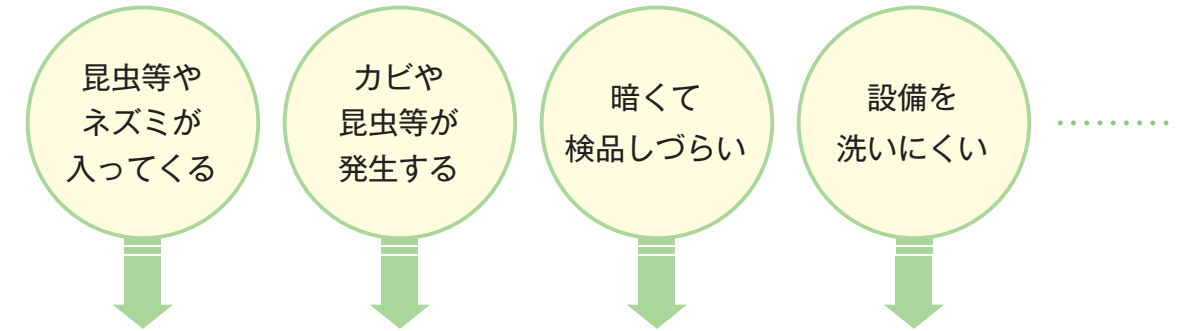 昆虫等や
ネズミが
入ってくる
カビや
昆虫等が
発生する
暗くて
検品しづらい
設備を
洗いにくい
………